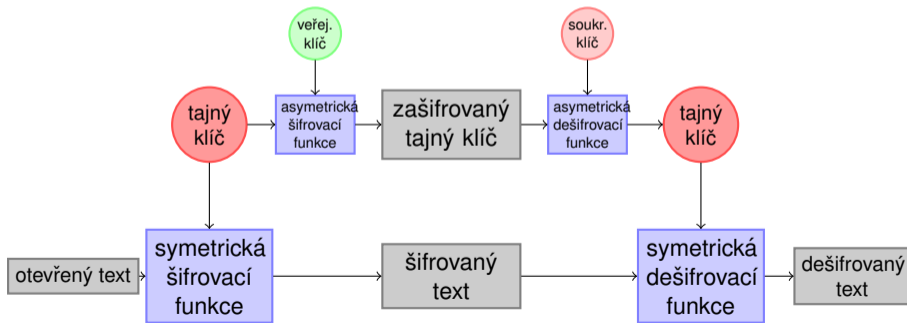 veřej.
klíč
soukr.
klíč
tajný
klíč
asymetrická
šifrovací
funkce
zašifrovaný
tajný klíč
asymetrická
dešifrovací
funkce
tajný
klíč
otevřený text
symetrická
šifrovací
funkce
šifrovaný
text
symetrická
dešifrovací
funkce
dešifrovaný
text